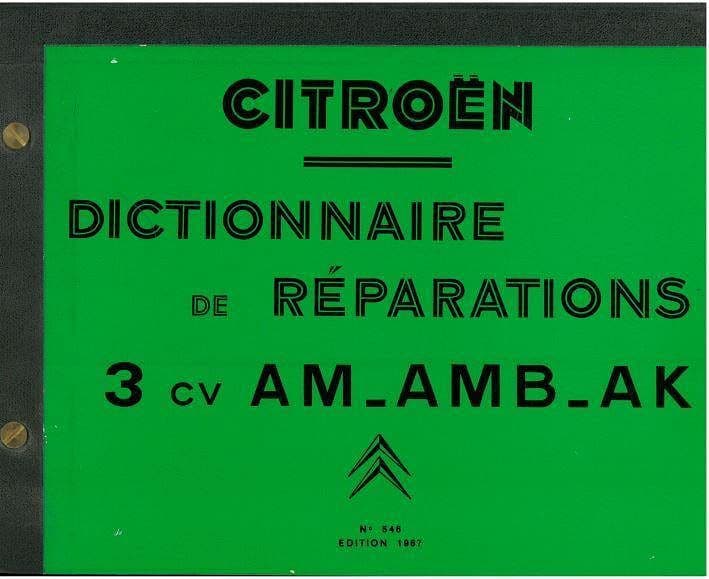 CITROËN
DICTIONNAIRE
DE RÉPARATIONS
3 CV AM_AMB_AK
N° 546
EDITION 1967